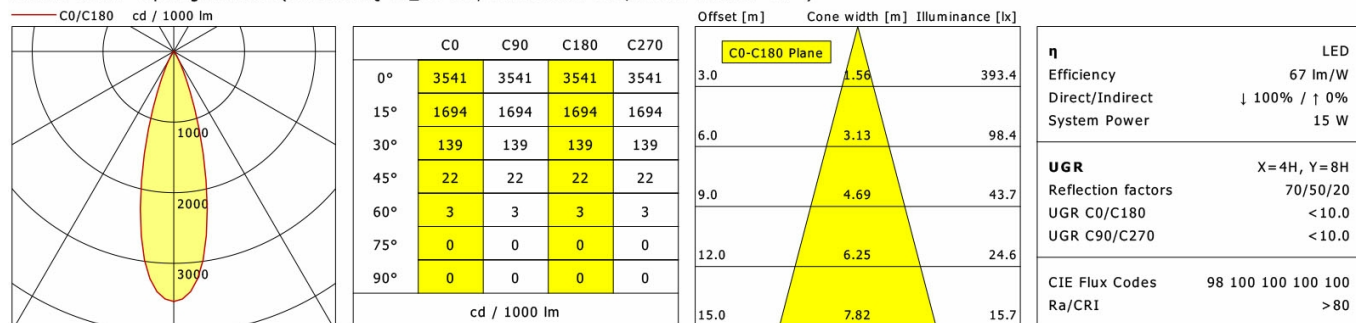 C0/C180 cd / 1000 lm
1000
2000
3000
C0 C90 C180 C270
0° 3541 3541 3541 3541
15° 1694 1694 1694 1694
30° 139 139 139 139
45° 22 22 22 22
60° 3 3 3 3
75° 0 0 0 0
90° 0 0 0 0
cd / 1000 lm
Offset [m] Cone width [m] Illuminance [lx]
C0-C180 Plane
3.0 1.56 393.4
6.0 3.13 98.4
9.0 4.69 43.7
12.0 6.25 24.6
15.0 7.82 15.7
η LED
Efficiency 67 lm/W
Direct/Indirect ↓ 100% / ↑ 0%
System Power 15 W
UGR X=4H, Y=8H
Reflection factors 70/50/20
UGR C0/C180 <10.0
UGR C90/C270 <10.0
CIE Flux Codes 98 100 100 100 100
Ra/CRI >80